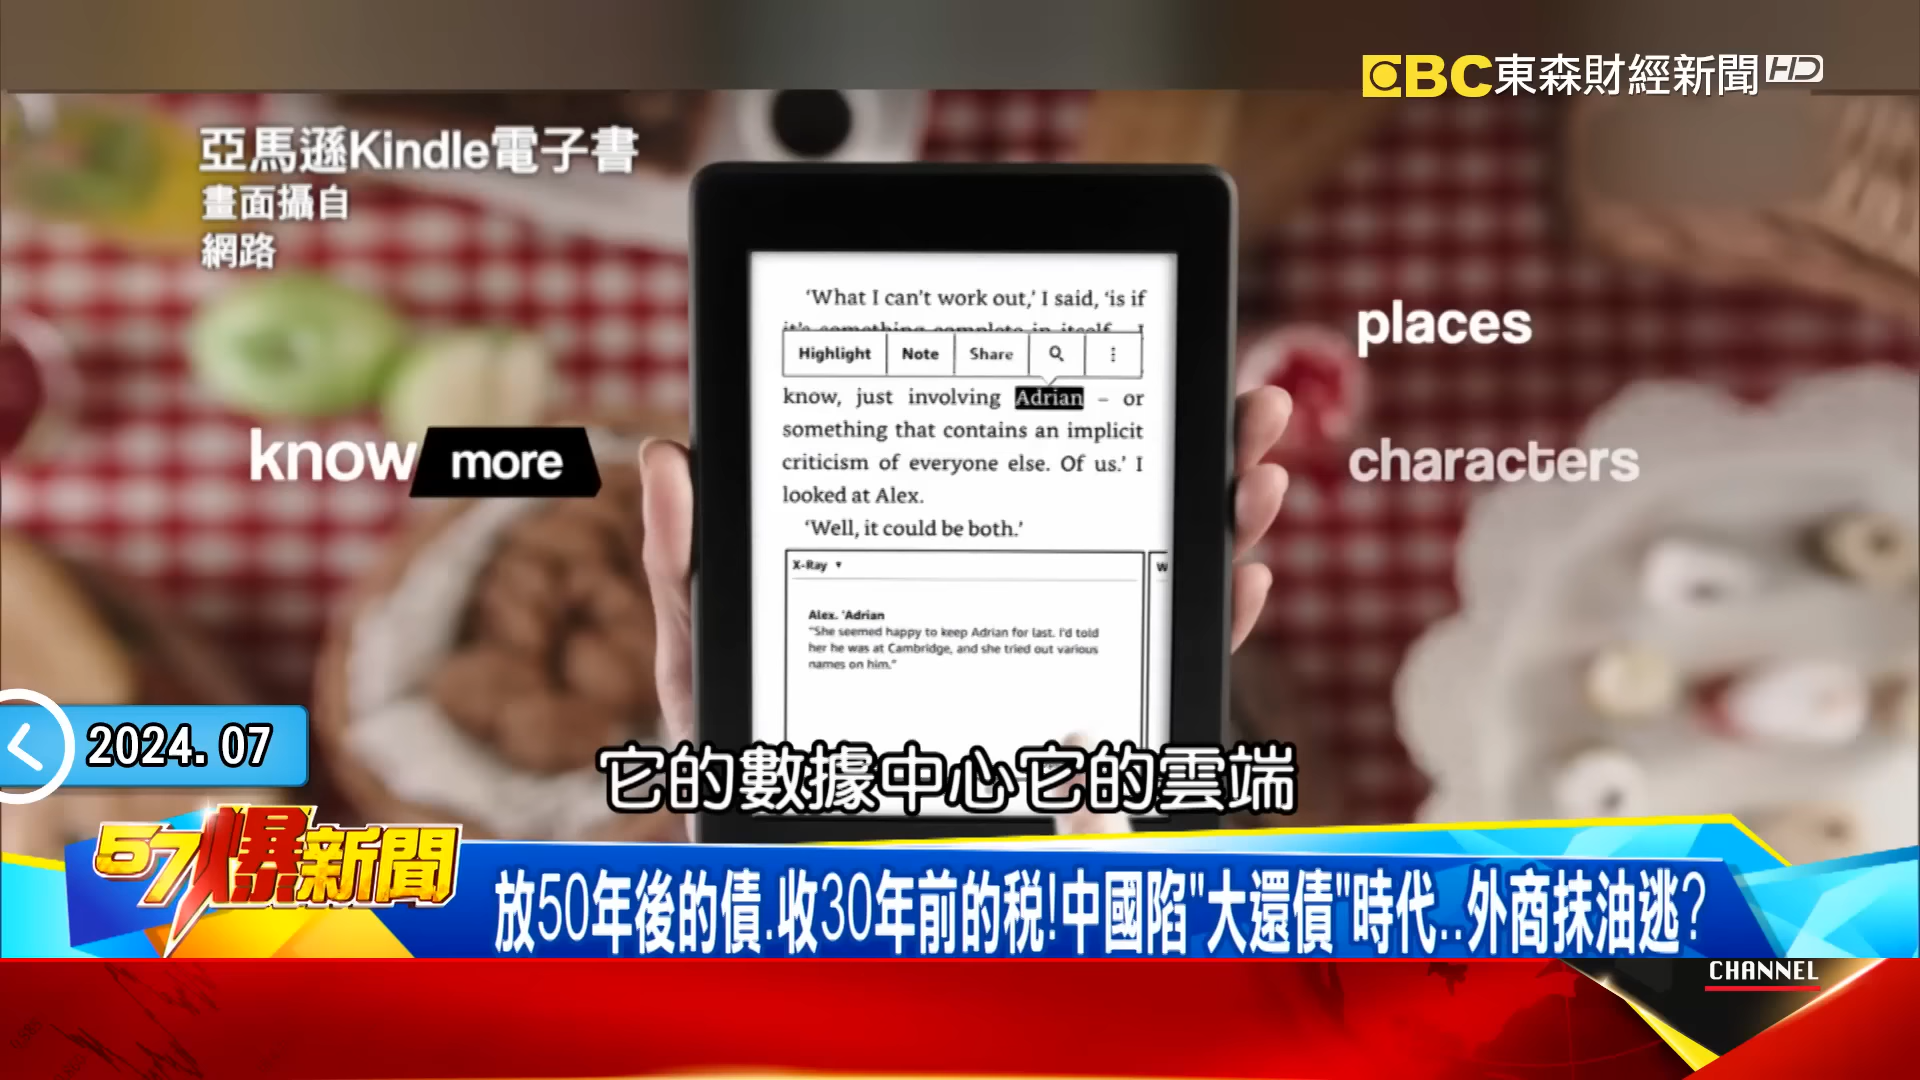 EBC東森財經新聞HD
亞馬遜Kindle電子書
畫面攝自
網路
places
know more
characters
‘What I can’t work out,’ I said, ‘is if
it’s something complete in itself – I
Highlight Note Share
know, just involving Adrian – or
something that contains an implicit
criticism of everyone else. Of us.’ I
looked at Alex.
‘Well, it could be both.’
X-Ray
W
Alex. ‘Adrian
“She seemed happy to keep Adrian for last. I’d told
her he was at Cambridge, and she tried out various
names on him.”
2024.07
它的數據中心它的雲端
57爆新聞
放50年後的債.收30年前的稅!中國陷"大還債"時代..外商抹油逃?
CHANNEL